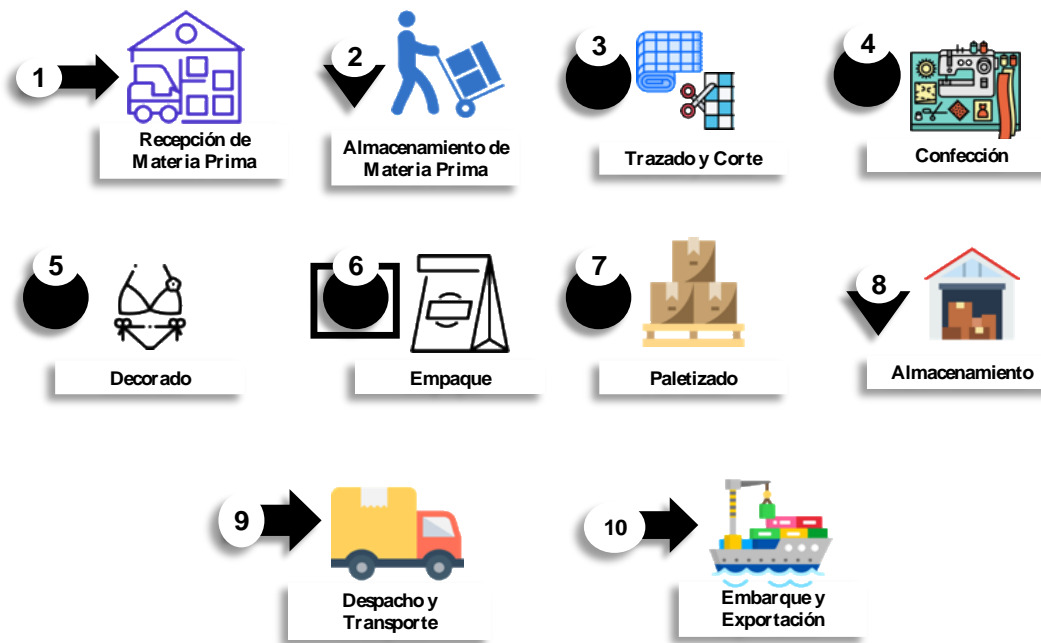 1
Recepción de
Materia Prima
2
Almacenamiento de
Materia Prima
3
Trazado y Corte
4
Confección
5
Decorado
6
Empaque
7
Paletizado
8
Almacenamiento
9
Despacho y
Transporte
10
Embarque y
Exportación